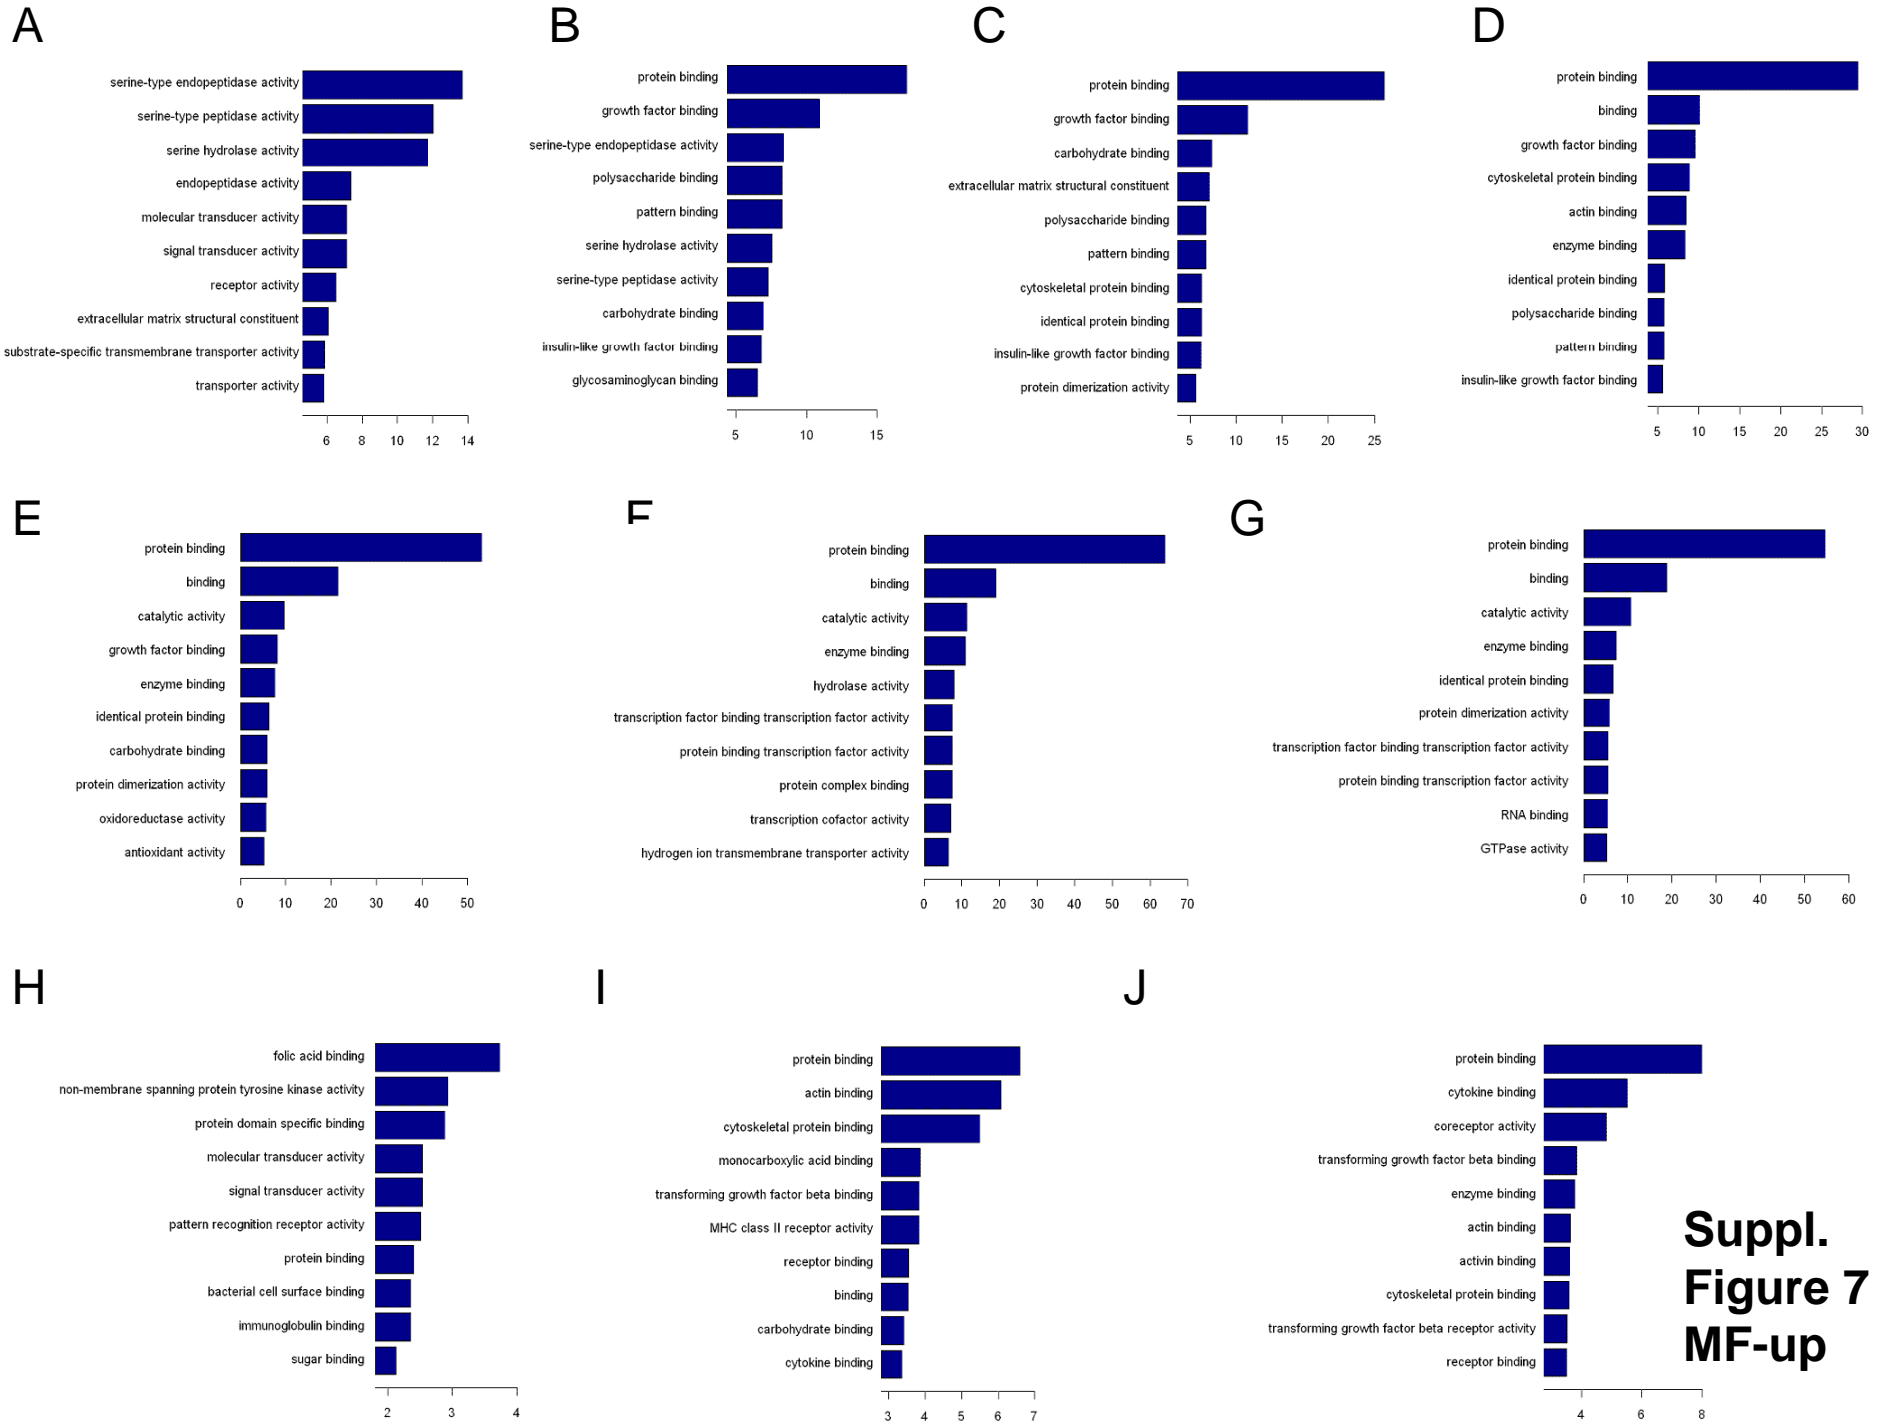 A
serine-type endopeptidase activity
serine-type peptidase activity
serine hydrolase activity
endopeptidase activity
molecular transducer activity
signal transducer activity
receptor activity
extracellular matrix structural constituent
substrate-specific transmembrane transporter activity
transporter activity
6 8 10 12 14
B
protein binding
growth factor binding
serine-type endopeptidase activity
polysaccharide binding
pattern binding
serine hydrolase activity
serine-type peptidase activity
carbohydrate binding
insulin-like growth factor binding
glycosaminoglycan binding
5 10 15
C
protein binding
growth factor binding
carbohydrate binding
extracellular matrix structural constituent
polysaccharide binding
pattern binding
cytoskeletal protein binding
identical protein binding
insulin-like growth factor binding
protein dimerization activity
5 10 15 20 25
D
protein binding
binding
growth factor binding
cytoskeletal protein binding
actin binding
enzyme binding
identical protein binding
polysaccharide binding
pattern binding
insulin-like growth factor binding
5 10 15 20 25 30
E
protein binding
binding
catalytic activity
growth factor binding
enzyme binding
identical protein binding
carbohydrate binding
protein dimerization activity
oxidoreductase activity
antioxidant activity
0 10 20 30 40 50
F
protein binding
binding
catalytic activity
enzyme binding
hydrolase activity
transcription factor binding transcription factor activity
protein binding transcription factor activity
protein complex binding
transcription cofactor activity
hydrogen ion transmembrane transporter activity
0 10 20 30 40 50 60 70
G
protein binding
binding
catalytic activity
enzyme binding
identical protein binding
protein dimerization activity
transcription factor binding transcription factor activity
protein binding transcription factor activity
RNA binding
GTPase activity
0 10 20 30 40 50 60
H
folic acid binding
non-membrane spanning protein tyrosine kinase activity
protein domain specific binding
molecular transducer activity
signal transducer activity
pattern recognition receptor activity
protein binding
bacterial cell surface binding
immunoglobulin binding
sugar binding
2 3 4
I
protein binding
actin binding
cytoskeletal protein binding
monocarboxylic acid binding
transforming growth factor beta binding
MHC class II receptor activity
receptor binding
binding
carbohydrate binding
cytokine binding
3 4 5 6 7
J
protein binding
cytokine binding
coreceptor activity
transforming growth factor beta binding
enzyme binding
actin binding
activin binding
cytoskeletal protein binding
transforming growth factor beta receptor activity
receptor binding
4 6 8
Suppl.
Figure 7
MF-up